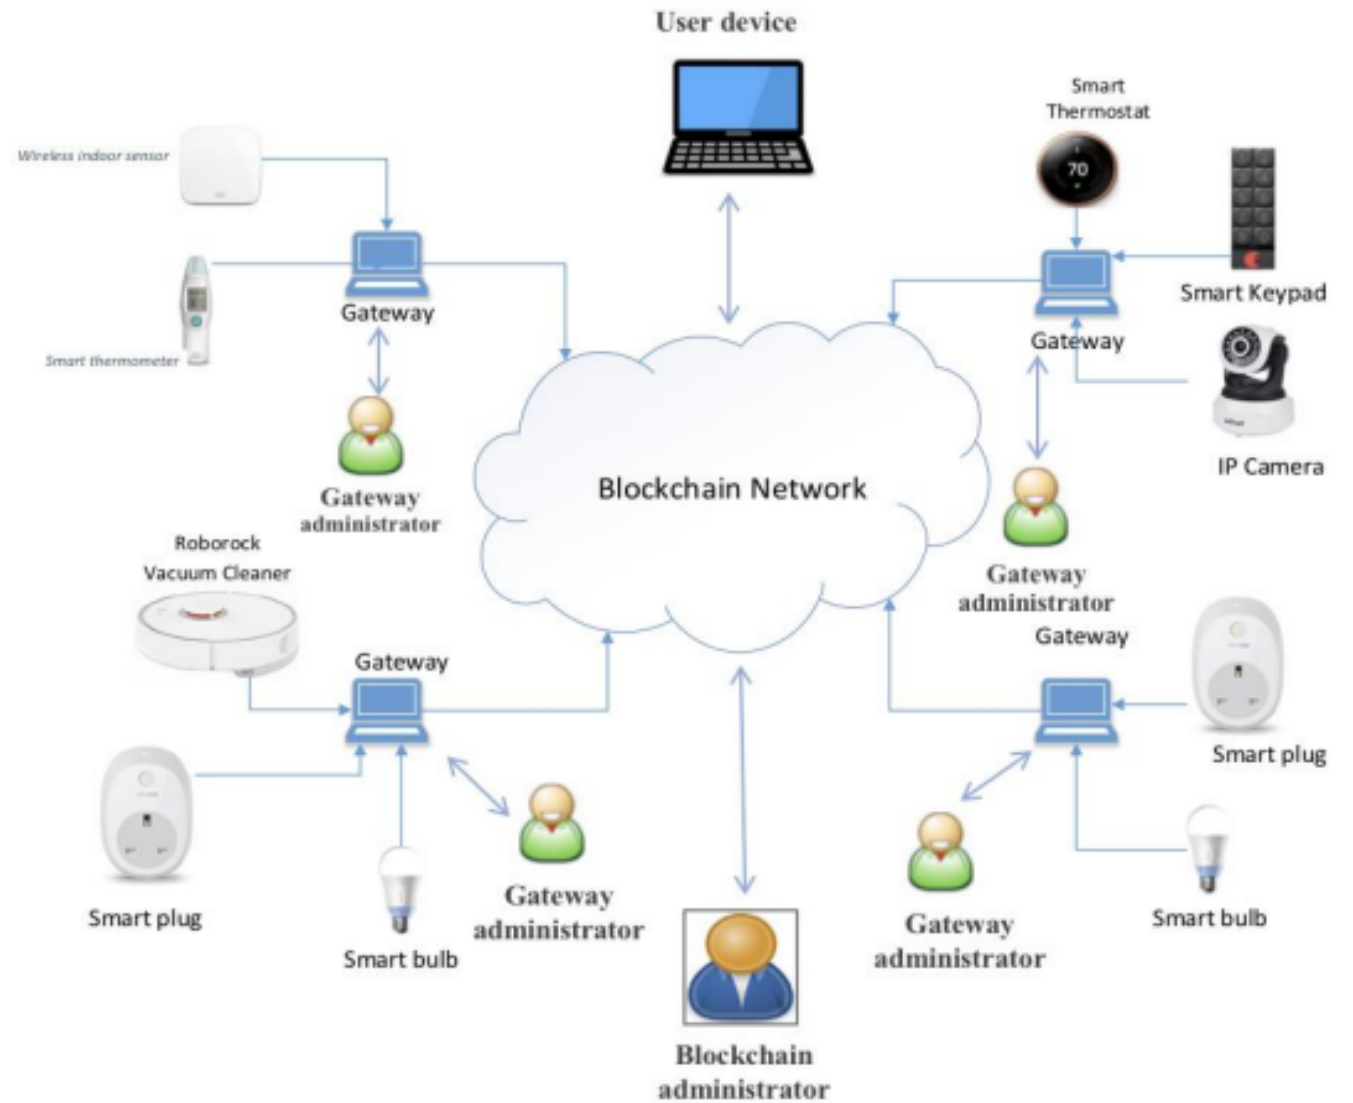 User device
Smart
Thermostat
70
Wireless indoor sensor
Gateway
Smart Keypad
Smart thermometer
Gateway
IP Camera
Blockchain Network
Gateway
administrator
Roborock
Vacuum Cleaner
Gateway
administrator
Gateway
Gateway
Smart plug
Smart plug
Smart bulb
Gateway
administrator
Smart bulb
Gateway
administrator
Blockchain
administrator